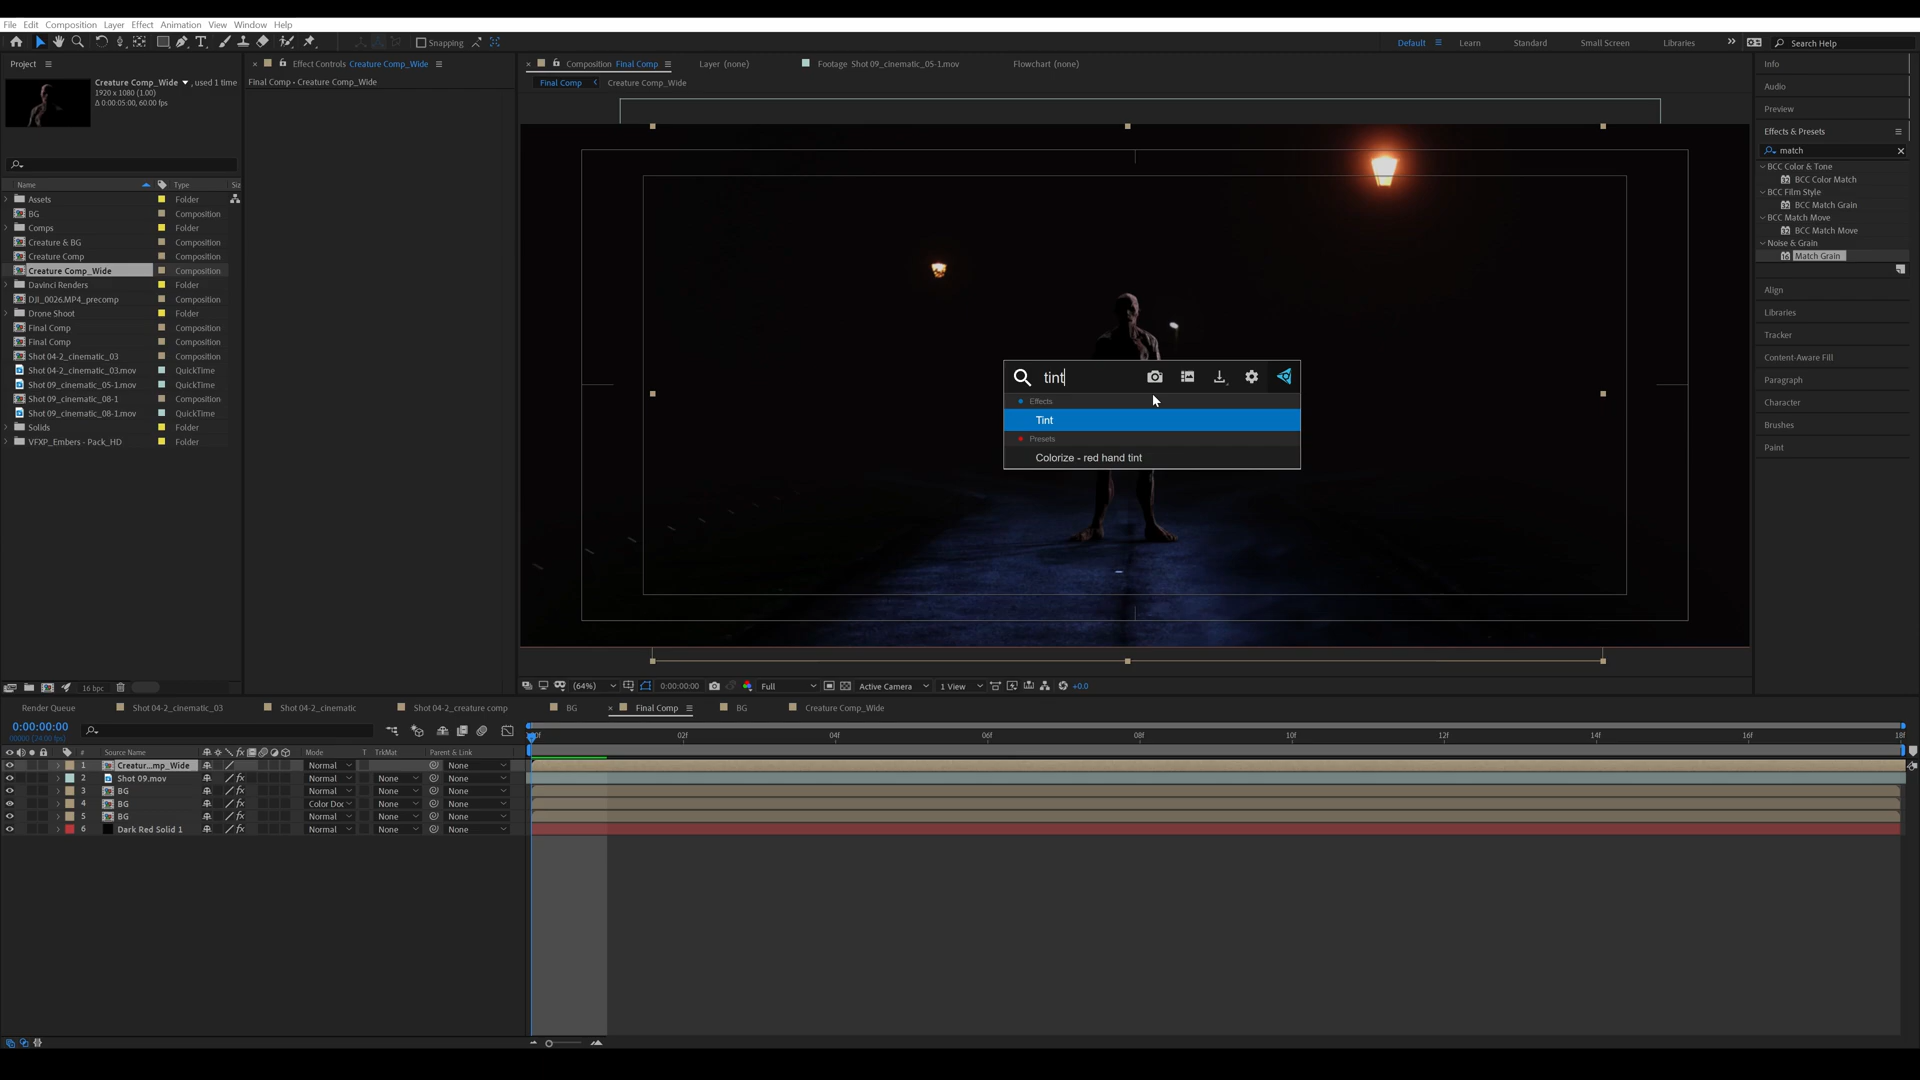 File Edit Composition Layer Effect Animation View Window Help
Snapping
Default Learn Standard Small Screen Libraries Search Help
Project
Creature Comp_Wide , used 1 time
1920 x 1080 (1.00)
Δ 0:00:05:00, 60.00 fps
Name Type Siz
Assets Folder
BG Composition
Comps Folder
Creature & BG Composition
Creature Comp Composition
Creature Comp_Wide Composition
Davinci Renders Folder
DJI_0026.MP4_precomp Composition
Drone Shoot Folder
Final Comp Composition
Final Comp Composition
Shot 04-2_cinematic_03 Composition
Shot 04-2_cinematic_03.mov QuickTime
Shot 09_cinematic_05-1.mov QuickTime
Shot 09_cinematic_08-1 Composition
Shot 09_cinematic_08-1.mov QuickTime
Solids Folder
VFXP_Embers - Pack_HD Folder
16 bpc
Effect Controls Creature Comp_Wide
Final Comp - Creature Comp_Wide
Composition Final Comp Layer (none) Footage Shot 09_cinematic_05-1.mov Flowchart (none)
Final Comp Creature Comp_Wide
tint
Effects
Tint
Presets
Colorize - red hand tint
(64%) 0:00:00:00 Full Active Camera 1 View +0.0
Info
Audio
Preview
Effects & Presets
match
BCC Color & Tone
BCC Color Match
BCC Film Style
BCC Match Grain
BCC Match Move
BCC Match Move
Noise & Grain
Match Grain
Align
Libraries
Tracker
Content-Aware Fill
Paragraph
Character
Brushes
Paint
Render Queue Shot 04-2_cinematic_03 Shot 04-2_cinematic Shot 04-2_creature comp BG Final Comp BG Creature Comp_Wide
0:00:00:00
00000 (24.00 fps)
# Source Name fx Mode T TrkMat Parent & Link
02f 04f 06f 08f 10f 12f 14f 16f 18f
1 Creatur...mp_Wide Normal None
2 Shot 09.mov fx Normal None None
3 BG fx Normal None None
4 BG fx Color Doc None None
5 BG fx Normal None None
6 Dark Red Solid 1 Normal None None